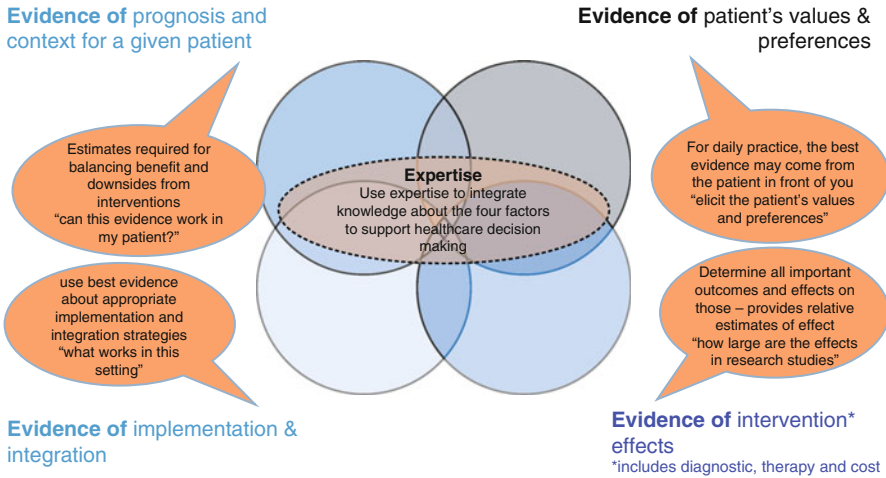 Evidence of prognosis and
context for a given patient
Evidence of patient's values &
preferences
Estimates required for
balancing benefit and
downsides from
interventions
“can this evidence work in
my patient?”
For daily practice, the best
evidence may come from
the patient in front of you
“elicit the patient's values
and preferences”
Expertise
Use expertise to integrate
knowledge about the four factors
to support healthcare decision
making
use best evidence
about appropriate
implementation and
integration strategies
“what works in this
setting”
Determine all important
outcomes and effects on
those – provides relative
estimates of effect
“how large are the effects
in research studies”
Evidence of implementation &
integration
Evidence of intervention*
effects
*includes diagnostic, therapy and cost